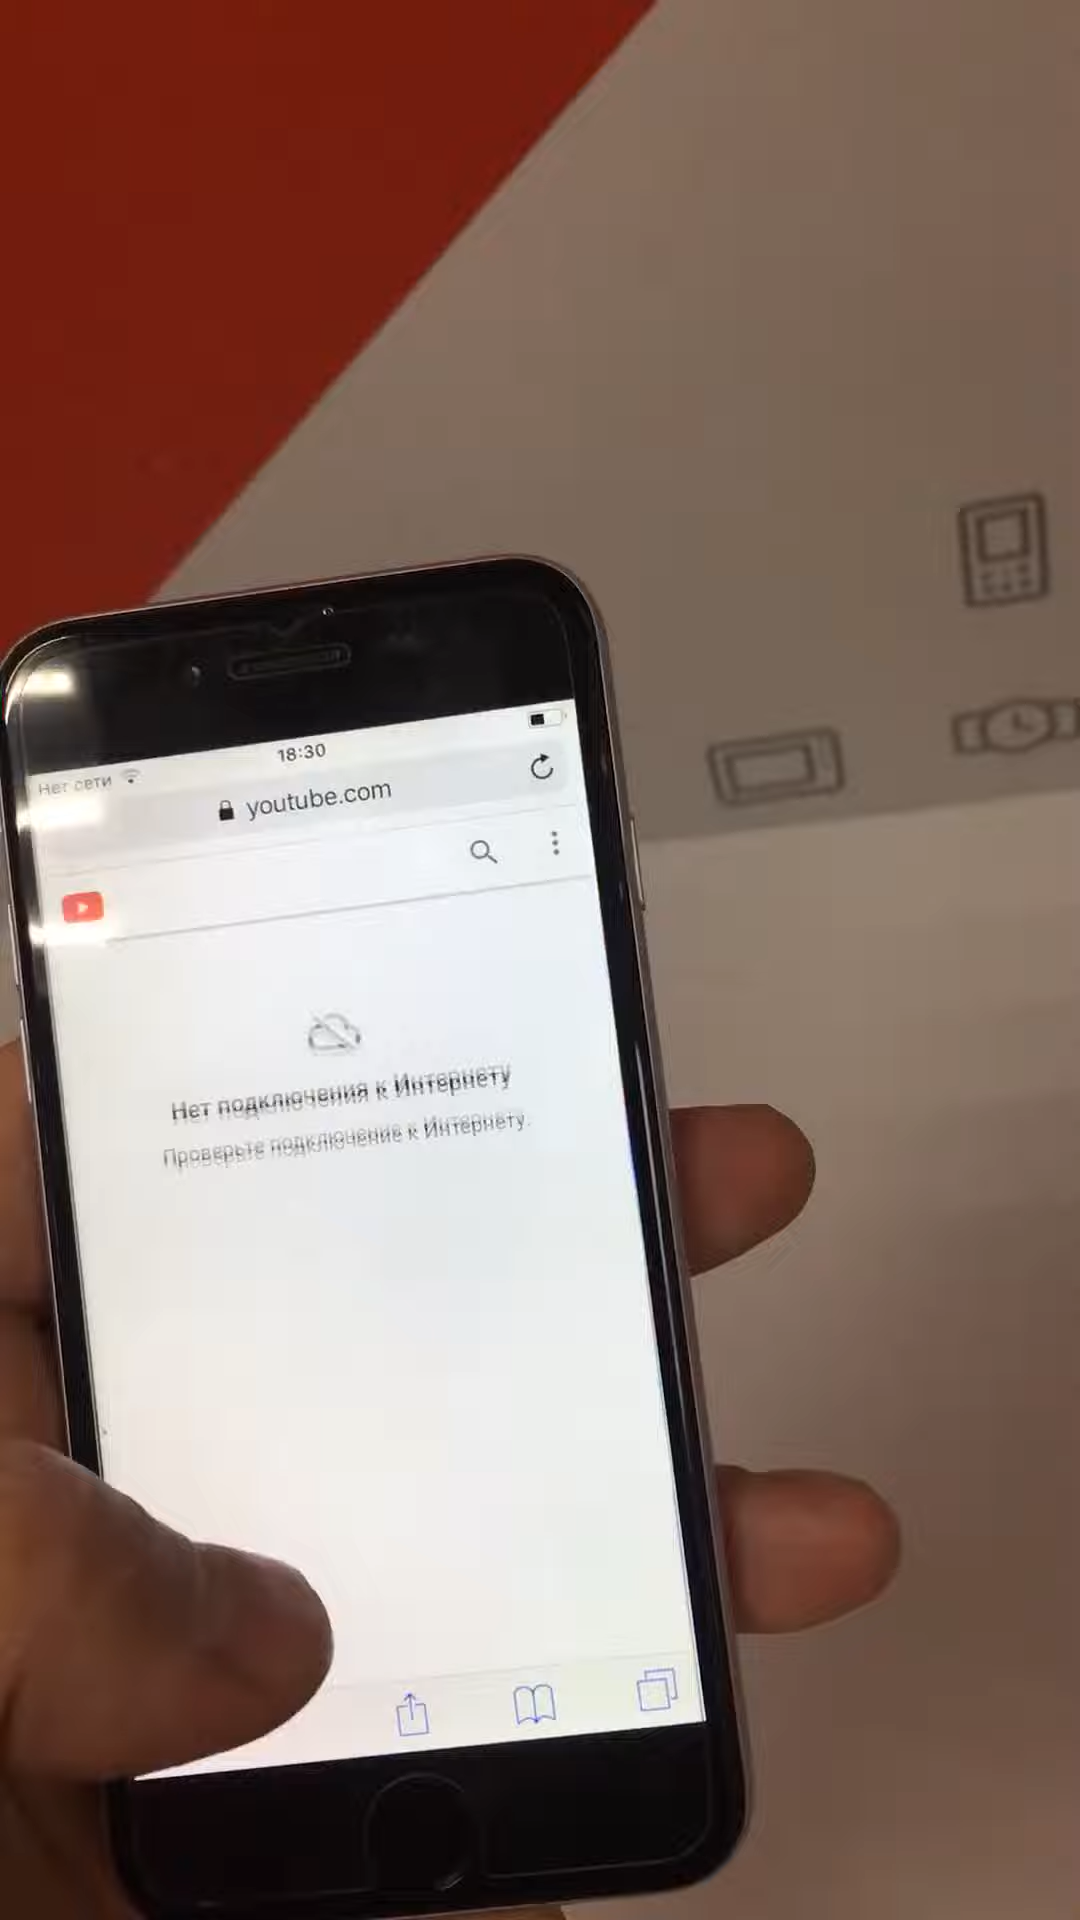 18:30
Нет сети
youtube.com
Нет подключения к Интернету
Проверьте подключение к Интернету.